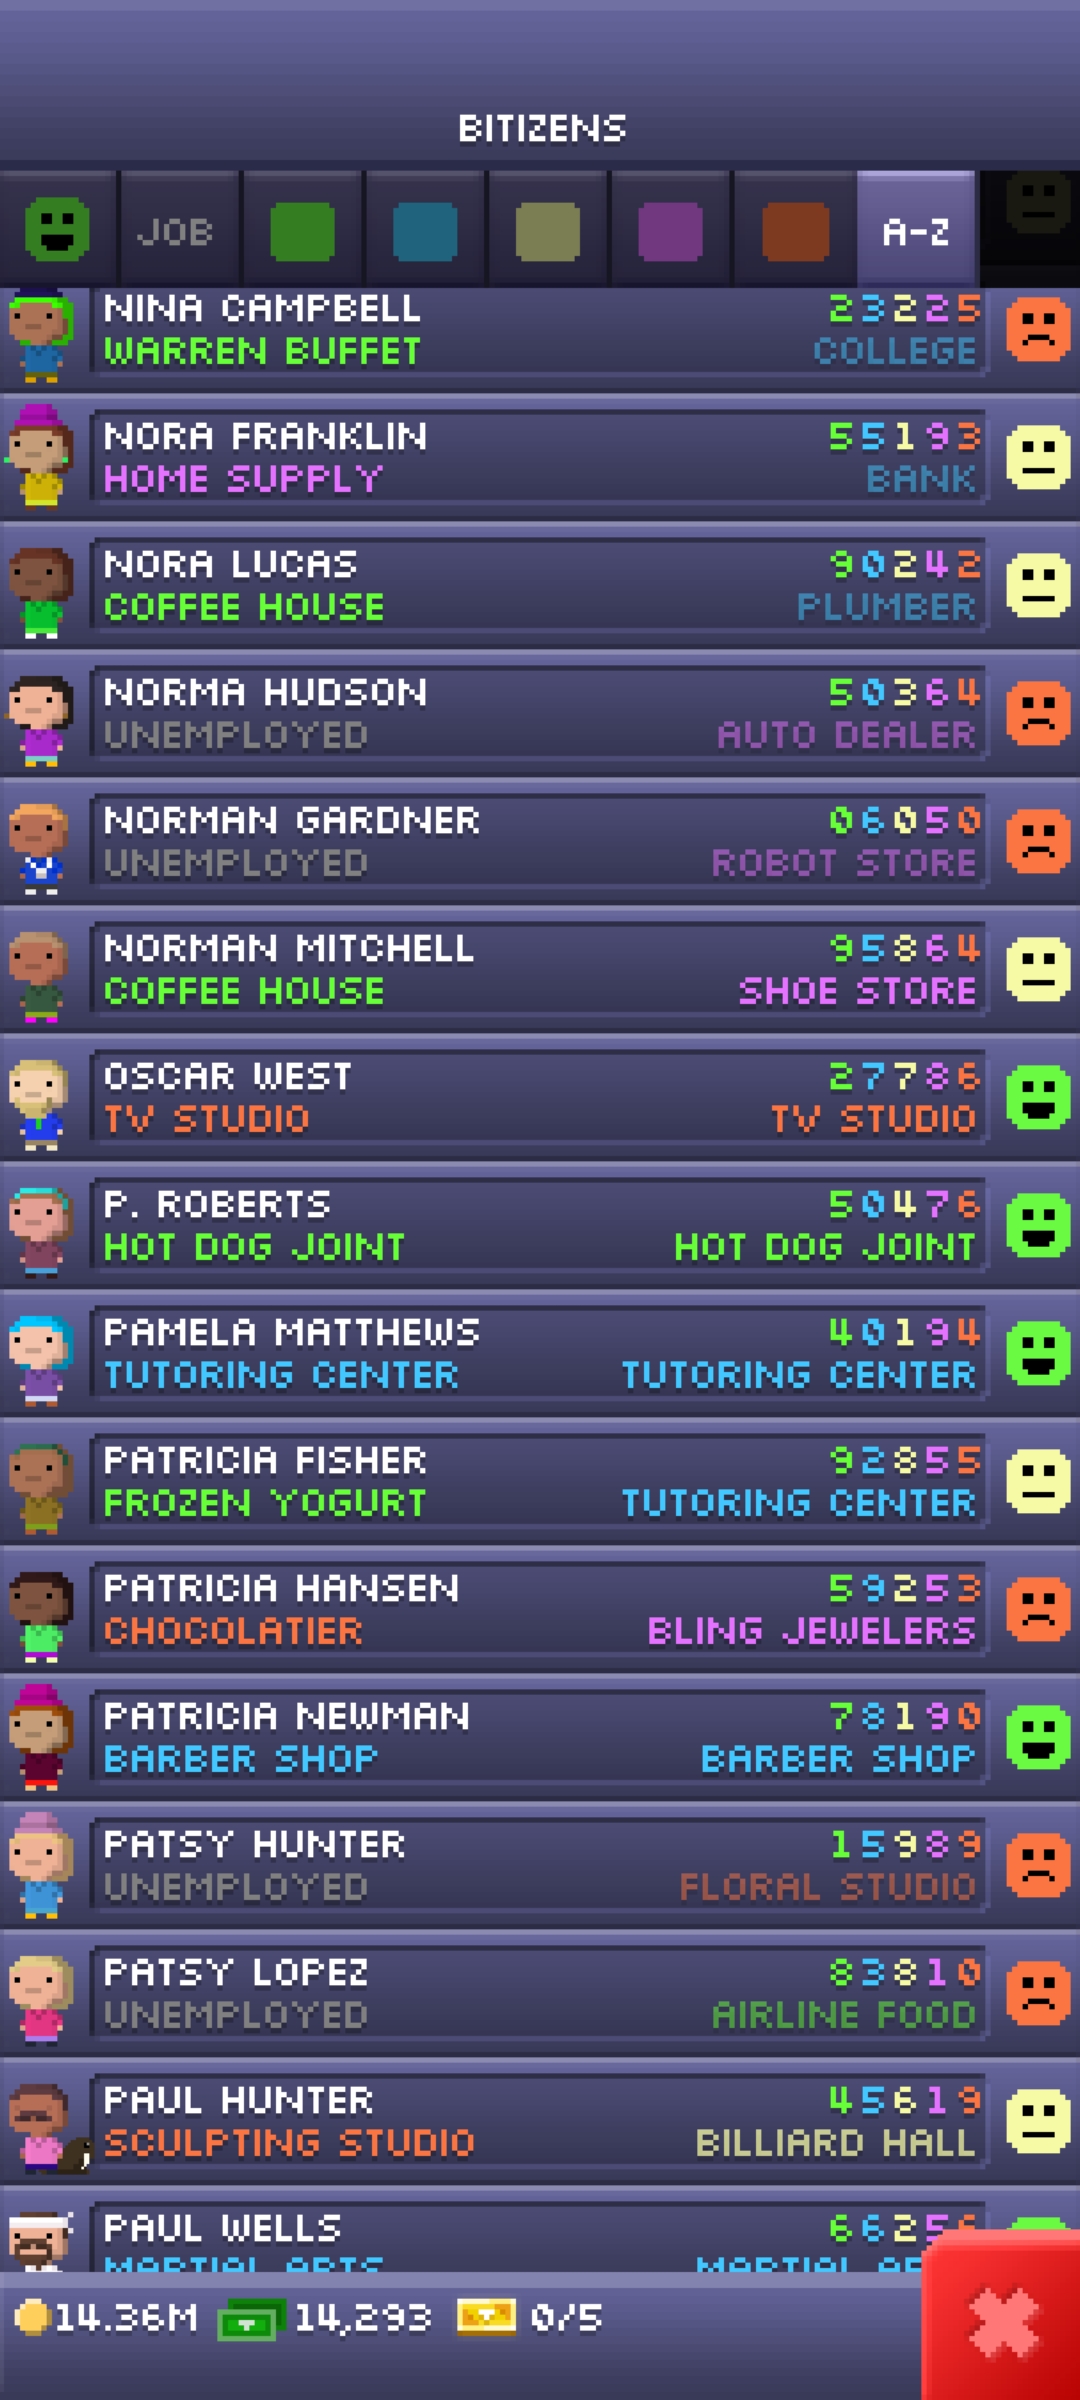 BITIZENS
JOB A-Z
NINA CAMPBELL 23225
WARREN BUFFET COLLEGE
NORA FRANKLIN 55193
HOME SUPPLY BANK
NORA LUCAS 90242
COFFEE HOUSE PLUMBER
NORMA HUDSON 50364
UNEMPLOYED AUTO DEALER
NORMAN GARDNER 06050
UNEMPLOYED ROBOT STORE
NORMAN MITCHELL 95864
COFFEE HOUSE SHOE STORE
OSCAR WEST 27786
TV STUDIO TV STUDIO
P. ROBERTS 50476
HOT DOG JOINT HOT DOG JOINT
PAMELA MATTHEWS 40194
TUTORING CENTER TUTORING CENTER
PATRICIA FISHER 92855
FROZEN YOGURT TUTORING CENTER
PATRICIA HANSEN 59253
CHOCOLATIER BLING JEWELERS
PATRICIA NEWMAN 78190
BARBER SHOP BARBER SHOP
PATSY HUNTER 15989
UNEMPLOYED FLORAL STUDIO
PATSY LOPEZ 83810
UNEMPLOYED AIRLINE FOOD
PAUL HUNTER 45619
SCULPTING STUDIO BILLIARD HALL
PAUL WELLS 6625
MARTIAL ARTS MARTIAL
14.36M 14,293 0/5